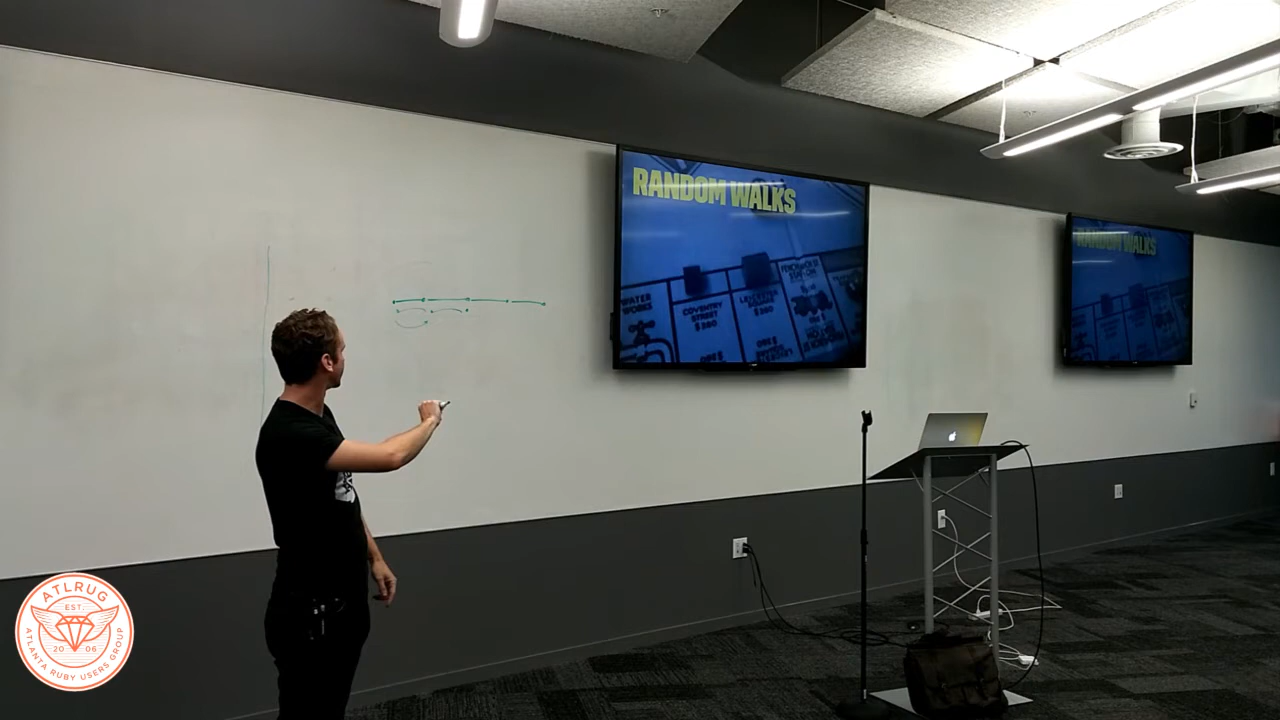 RANDOM WALKS
WATER
WORKS
COVENTRY
STREET
$280
LEICESTER
SQUARE
$260
FENCHURCH ST
STATION
RANDOM WALKS
ATLRUG
EST.
20 06
ATLANTA RUBY USERS GROUP